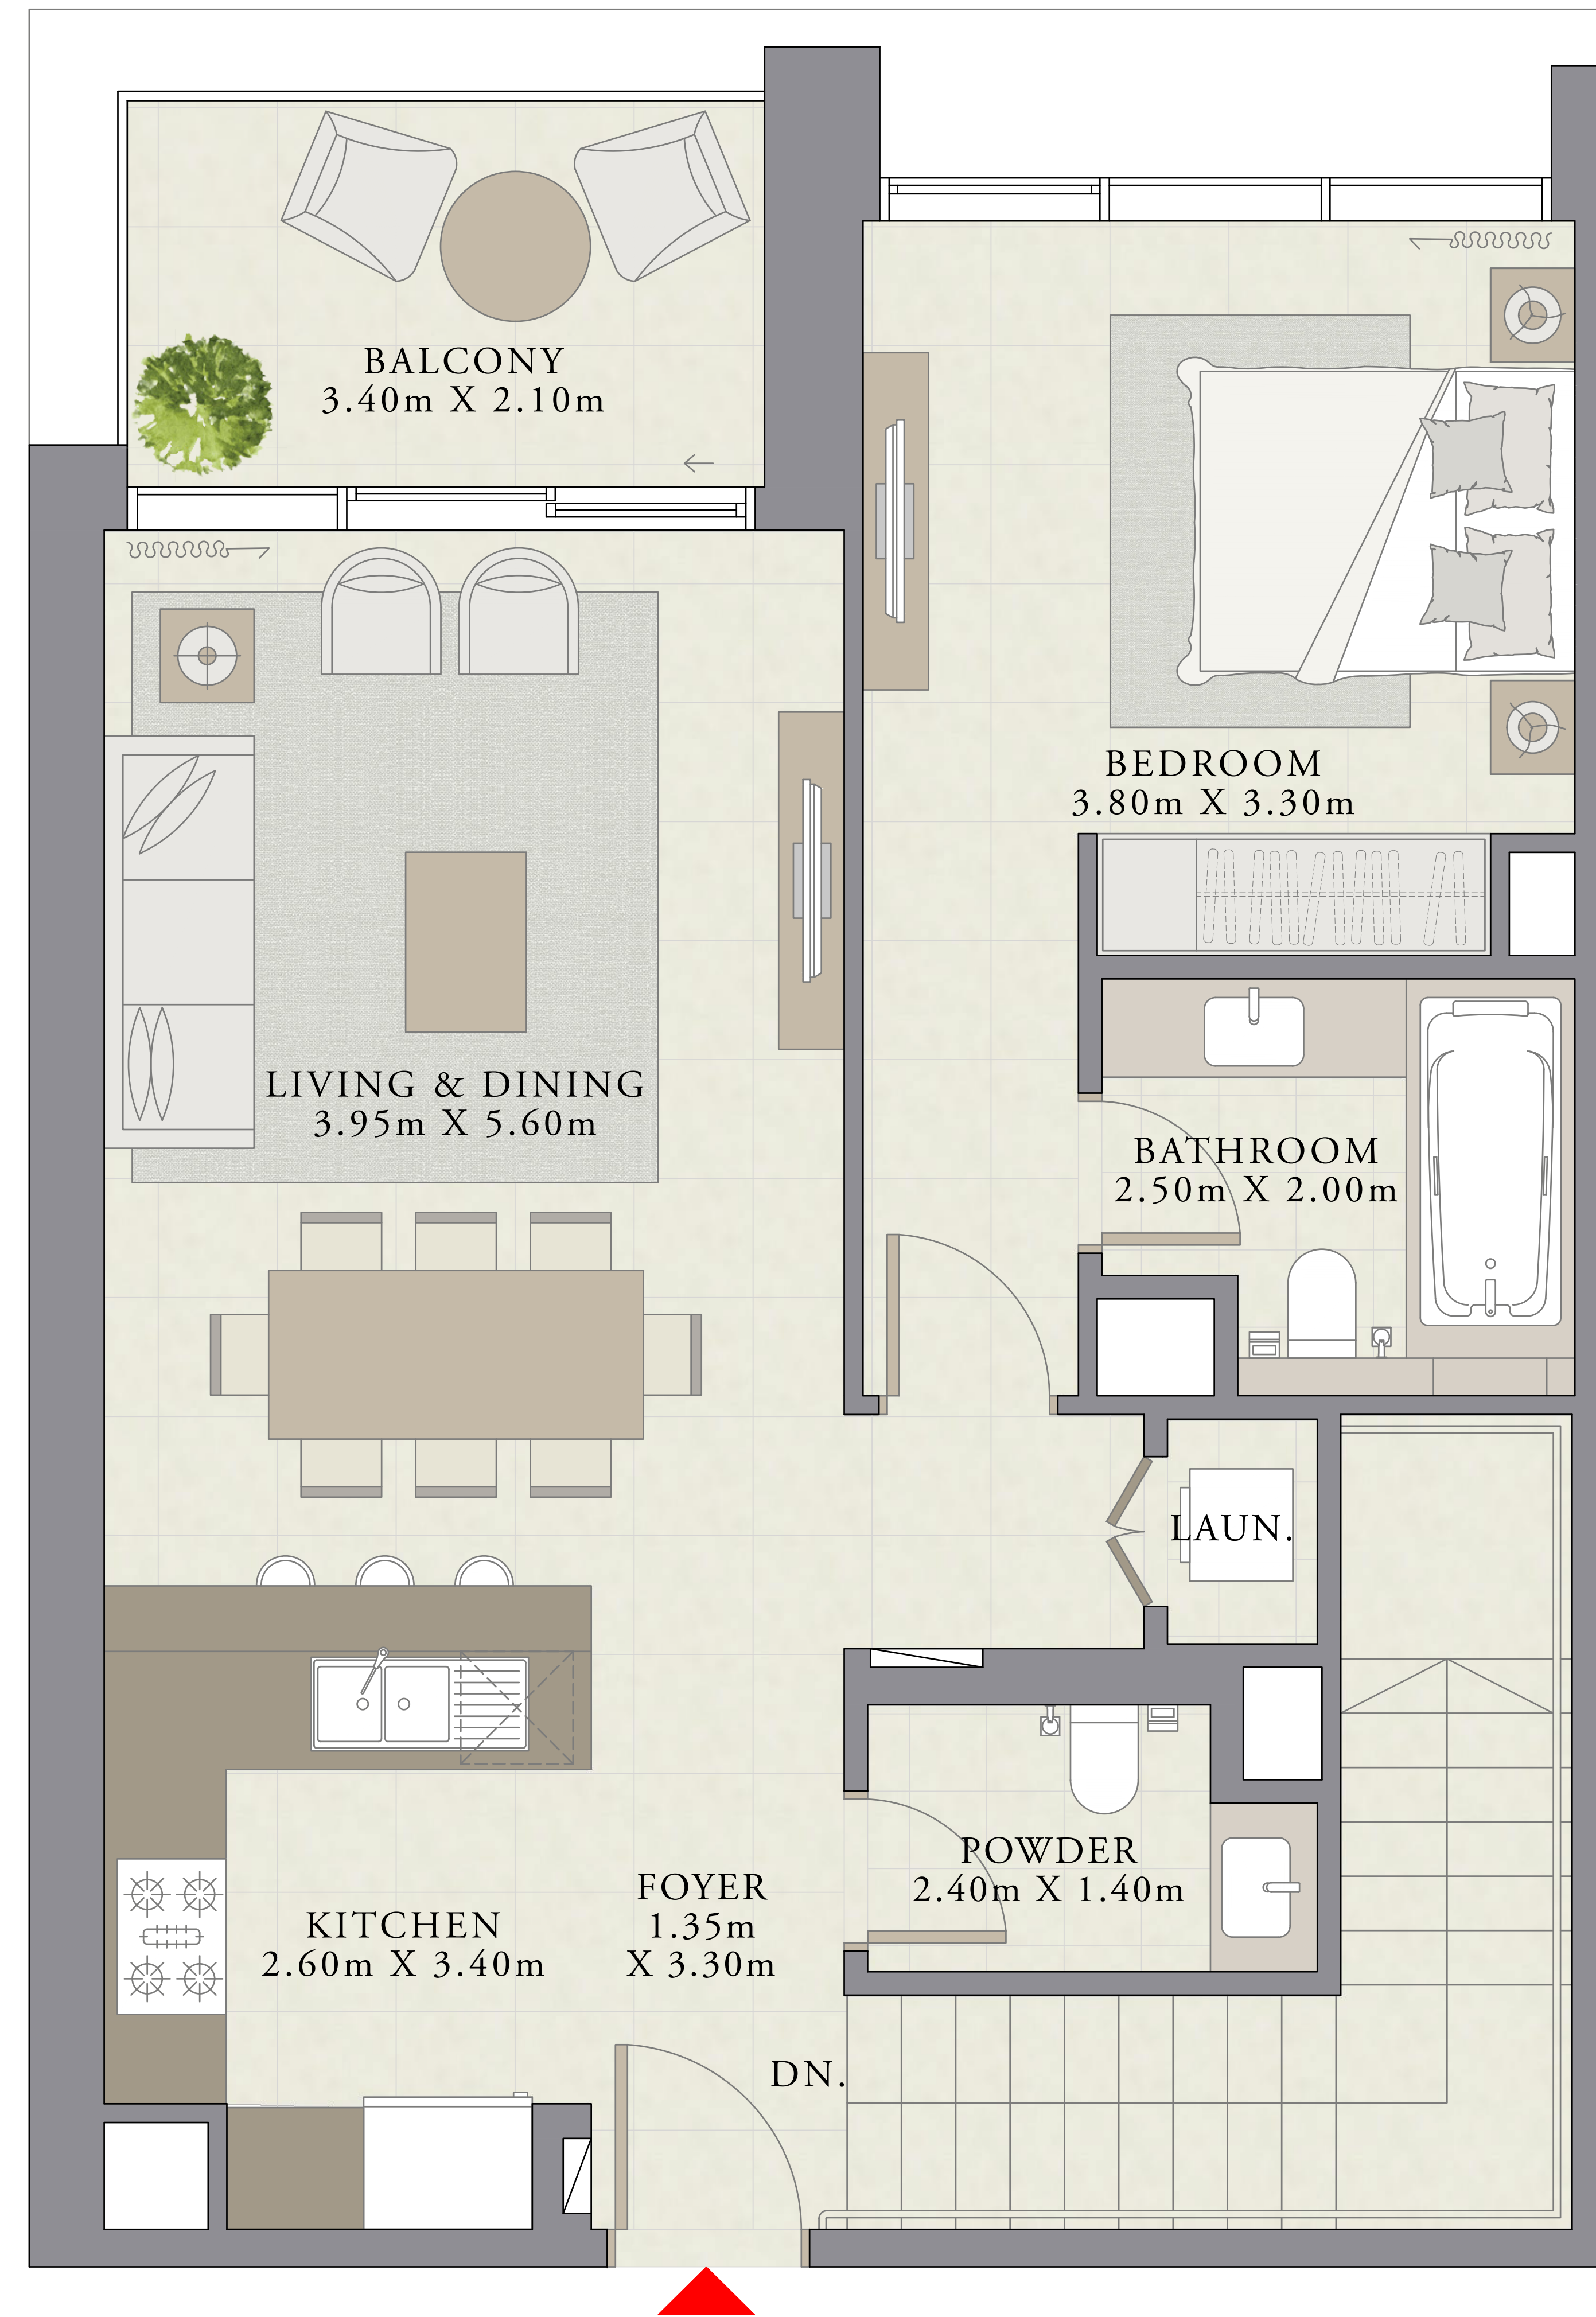 BALCONY
3.40m X 2.10m
BEDROOM
3.80m X 3.30m
LIVING & DINING
3.95m X 5.60m
BATHROOM
2.50m X 2.00m
LAUN.
POWDER
2.40m X 1.40m
FOYER
1.35m
X 3.30m
KITCHEN
2.60m X 3.40m
DN.